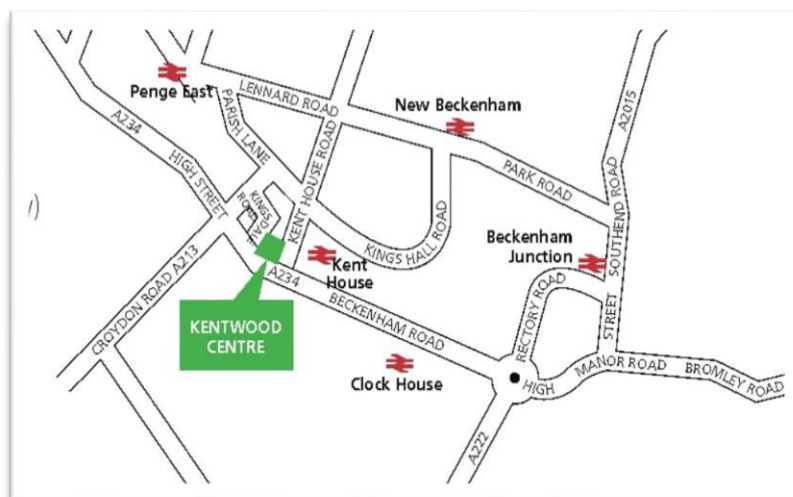 Penge East
LENNARD ROAD
New Beckenham
A2015
A234
PARISH LANE
HIGH STREET
KENT HOUSE ROAD
PARK ROAD
SOUTHEND ROAD
KINGS HALL ROAD
Beckenham
Junction
Kent
House
CROYDON ROAD A213
A234
BECKENHAM ROAD
RECTORY ROAD
STREET
KENTWOOD
CENTRE
Clock House
HIGH
MANOR ROAD
BROMLEY ROAD
A222